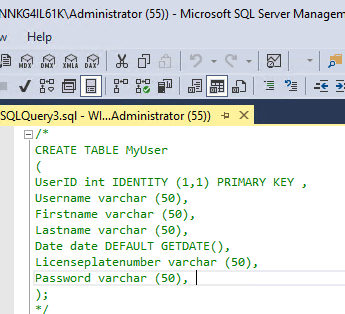 NNKG4IL61K\Administrator (55)) - Microsoft SQL Server Managem
w Help
MDX DMX XMLA DAX
SQLQuery3.sql - WI...Administrator (55))
/*
CREATE TABLE MyUser
(
UserID int IDENTITY (1,1) PRIMARY KEY ,
Username varchar (50),
Firstname varchar (50),
Lastname varchar (50),
Date date DEFAULT GETDATE(),
Licenseplatenumber varchar (50),
Password varchar (50),
);
*/